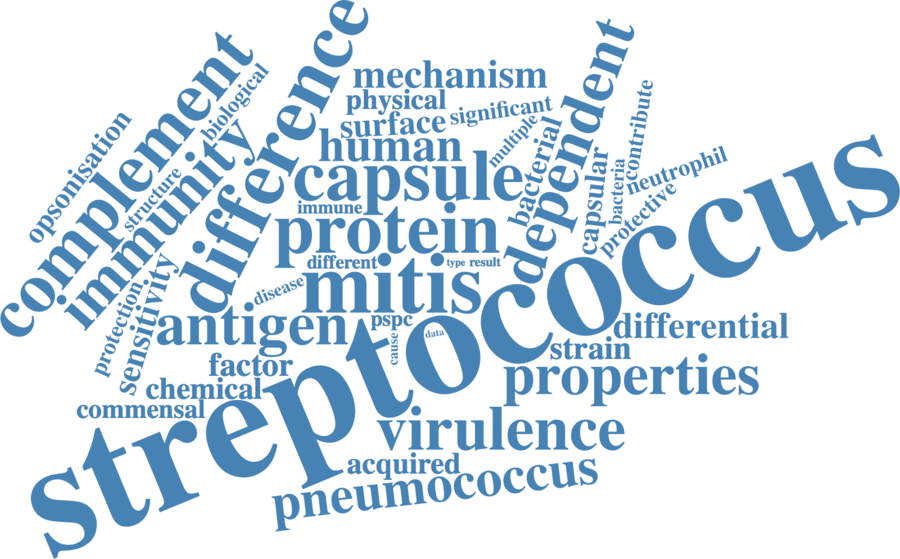 complement
opsonisation
biological
structure
immunity
difference
mechanism
physical
surface
significant
human
multiple
capsule
immune
protein
different
type
result
mitis
disease
antigen
pspc
cause
data
protection
sensitivity
factor
chemical
commensal
dependent
bacterial
capsular
bacteria
contribute
neutrophil
protective
streptococcus
differential
strain
properties
virulence
acquired
pneumococcus